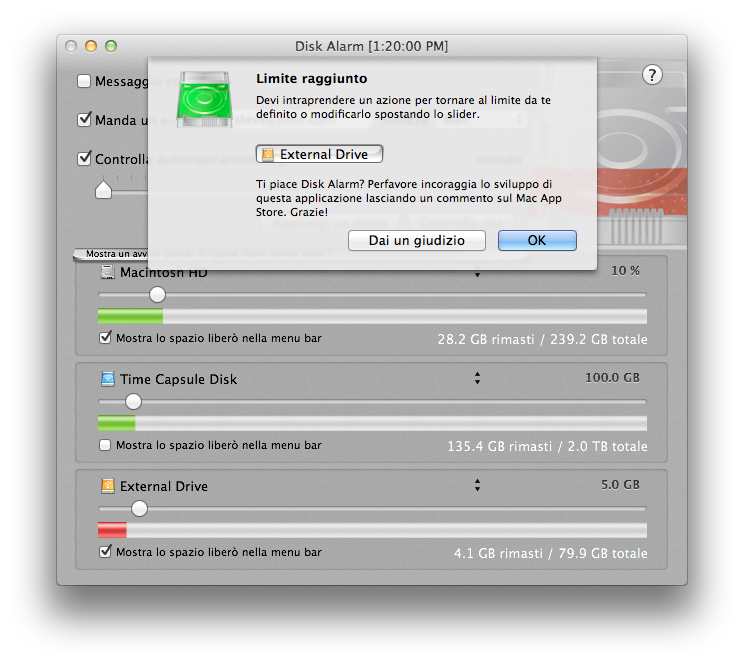 Disk Alarm [1:20:00 PM]
Limite raggiunto
Devi intraprendere un azione per tornare al limite da te
definito o modificarlo spostando lo slider.
External Drive
Ti piace Disk Alarm? Perfavore incoraggia lo sviluppo di
questa applicazione lasciando un commento sul Mac App
Store. Grazie!
Dai un giudizio
OK
?
Messagg
Manda u
Controlla automaticamen minuto
Mostra un avv
Macintosh HD
10 %
Mostra lo spazio liberò nella menu bar
28.2 GB rimasti / 239.2 GB totale
Time Capsule Disk
100.0 GB
Mostra lo spazio liberò nella menu bar
135.4 GB rimasti / 2.0 TB totale
External Drive
5.0 GB
Mostra lo spazio liberò nella menu bar
4.1 GB rimasti / 79.9 GB totale